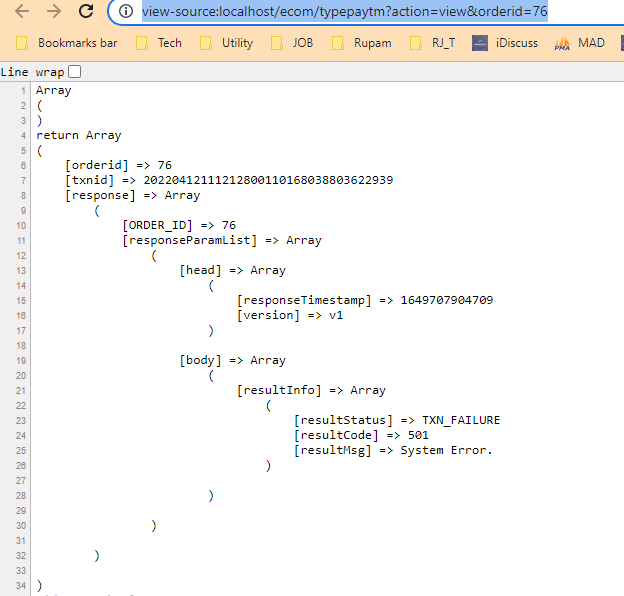 view-source:localhost/ecom/typepaytm?action=view&orderid=76
Bookmarks bar Tech Utility JOB Rupam RJ_T iDiscuss PMA MAD
Line wrap
1 Array
2 (
3 )
4 return Array
5 (
6 [orderid] => 76
7 [txnid] => 20220412111212800110168038803622939
8 [response] => Array
9 (
10 [ORDER_ID] => 76
11 [responseParamList] => Array
12 (
13 [head] => Array
14 (
15 [responseTimestamp] => 1649707904709
16 [version] => v1
17 )
18
19 [body] => Array
20 (
21 [resultInfo] => Array
22 (
23 [resultStatus] => TXN_FAILURE
24 [resultCode] => 501
25 [resultMsg] => System Error.
26 )
27
28 )
29
30 )
31
32 )
33
34 )